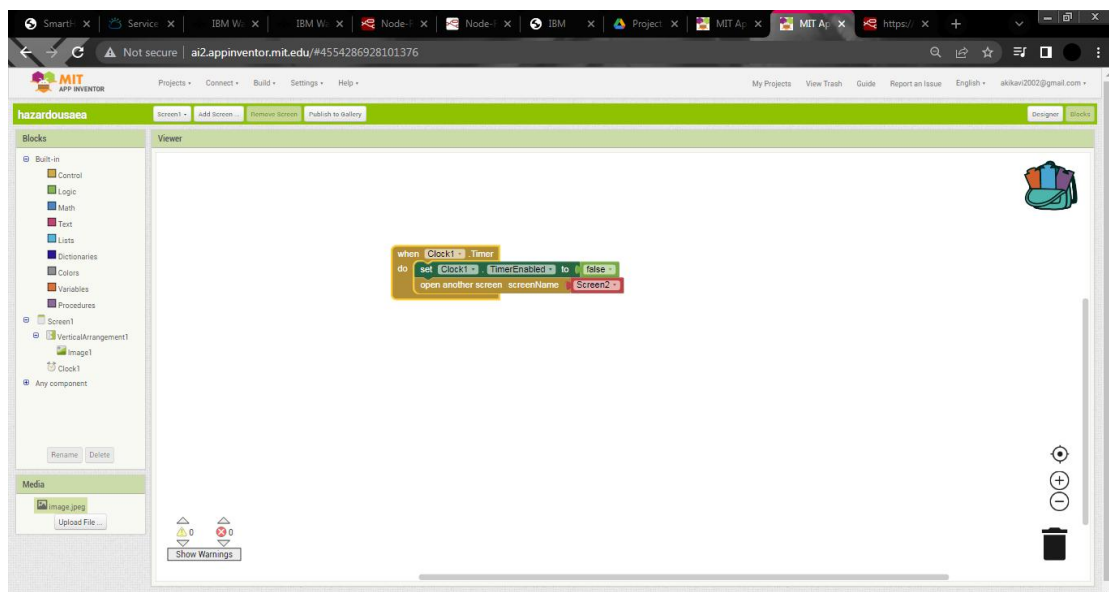 SmartH
Service
IBM Wa
IBM Wa
Node-R
Node-R
IBM
Project
MIT Ap
MIT Ap
https://
Not secure | ai2.appinventor.mit.edu/#4554286928101376
MIT
APP INVENTOR
Projects Connect Build Settings Help
My Projects View Trash Guide Report an Issue English akikavi2002@gmail.com
hazardousaea
Screen1 Add Screen ... Remove Screen Publish to Gallery
Designer Blocks
Blocks
Viewer
Built-in
Control
Logic
Math
Text
Lists
Dictionaries
Colors
Variables
Procedures
Screen1
VerticalArrangement1
Image1
Clock1
Any component
Rename Delete
Media
image.jpeg
Upload File ...
when Clock1 .Timer
do set Clock1 . TimerEnabled to false
open another screen screenName Screen2
0 0
Show Warnings